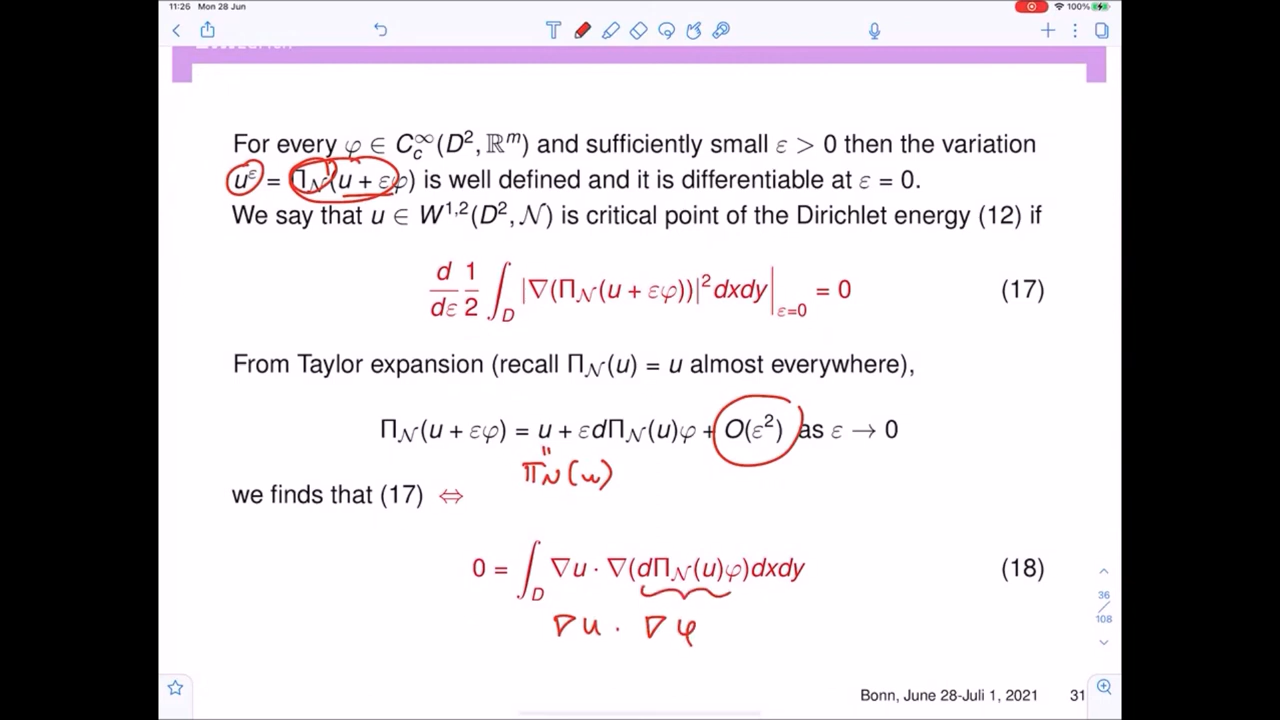 11:26 Mon 28 Jun
100%
For every φ ∈ C_c^∞(D², ℝᵐ) and sufficiently small ε > 0 then the variation
u^ε = Π_𝒩(u + εφ) is well defined and it is differentiable at ε = 0.
We say that u ∈ W^{1,2}(D², 𝒩) is critical point of the Dirichlet energy (12) if
d/dε 1/2 ∫_D |∇(Π_𝒩(u + εφ))|² dxdy|_{ε=0} = 0 (17)
From Taylor expansion (recall Π_𝒩(u) = u almost everywhere),
Π_𝒩(u + εφ) = u + εdΠ_𝒩(u)φ + O(ε²) as ε → 0
Π_N(u)
we finds that (17) ⇔
0 = ∫_D ∇u · ∇(dΠ_𝒩(u)φ)dxdy (18)
∇u · ∇φ
36
/
108
Bonn, June 28-Juli 1, 2021 31